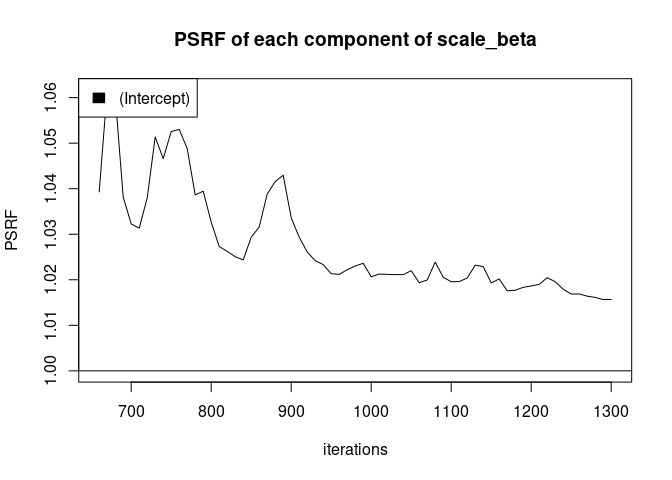 PSRF of each component of scale_beta
(Intercept)
PSRF
1.06
1.05
1.04
1.03
1.02
1.01
1.00
700 800 900 1000 1100 1200 1300
iterations